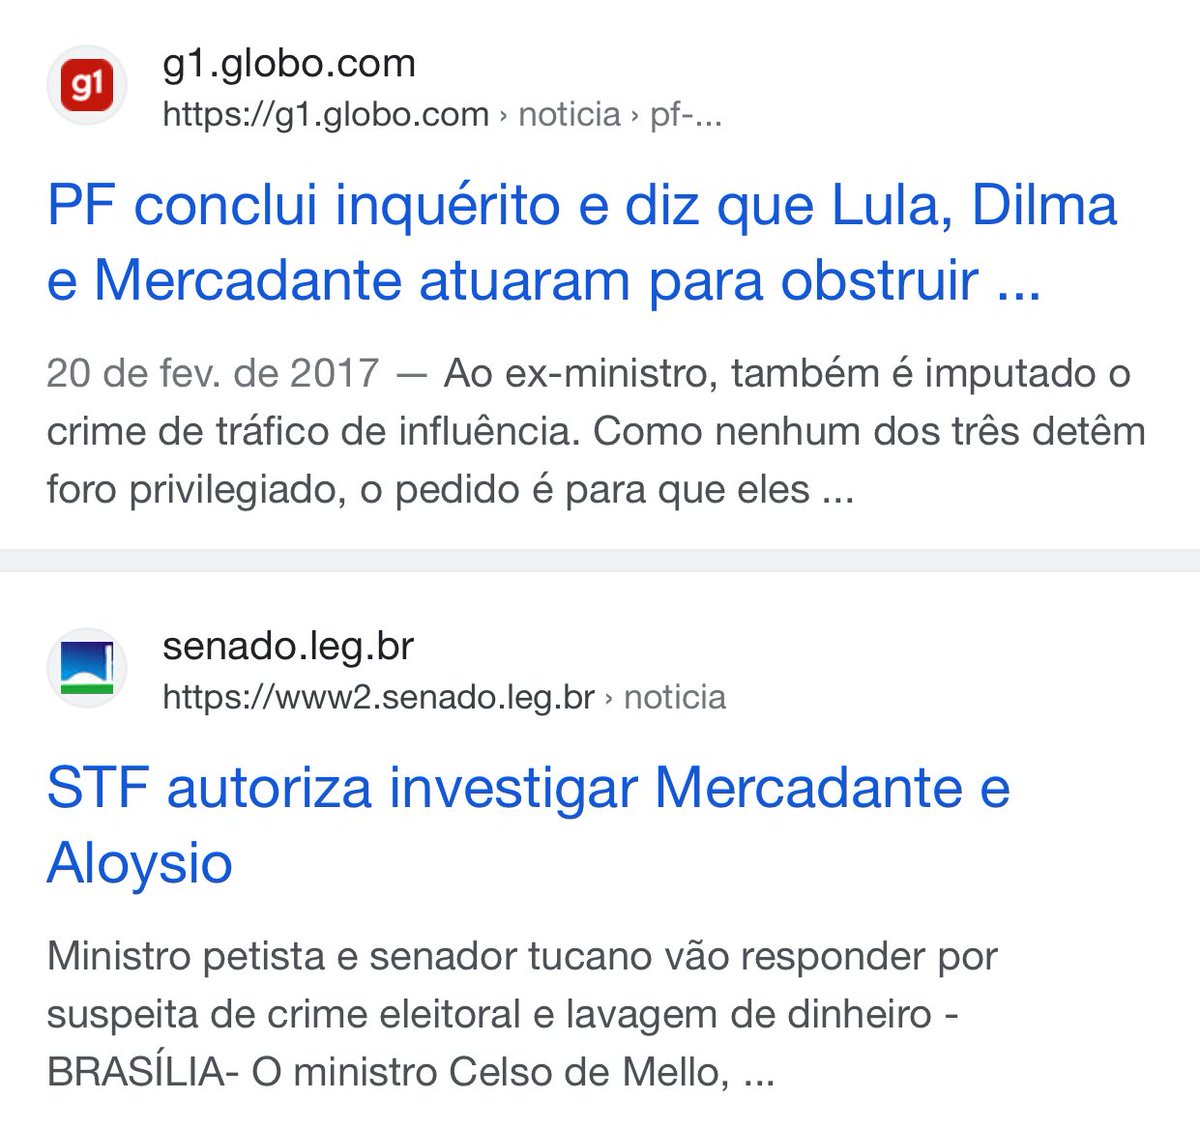 g1
g1.globo.com
https://g1.globo.com › noticia › pf-...
PF conclui inquérito e diz que Lula, Dilma
e Mercadante atuaram para obstruir ...
20 de fev. de 2017 — Ao ex-ministro, também é imputado o
crime de tráfico de influência. Como nenhum dos três detêm
foro privilegiado, o pedido é para que eles ...
senado.leg.br
https://www2.senado.leg.br › noticia
STF autoriza investigar Mercadante e
Aloysio
Ministro petista e senador tucano vão responder por
suspeita de crime eleitoral e lavagem de dinheiro -
BRASÍLIA- O ministro Celso de Mello, ...